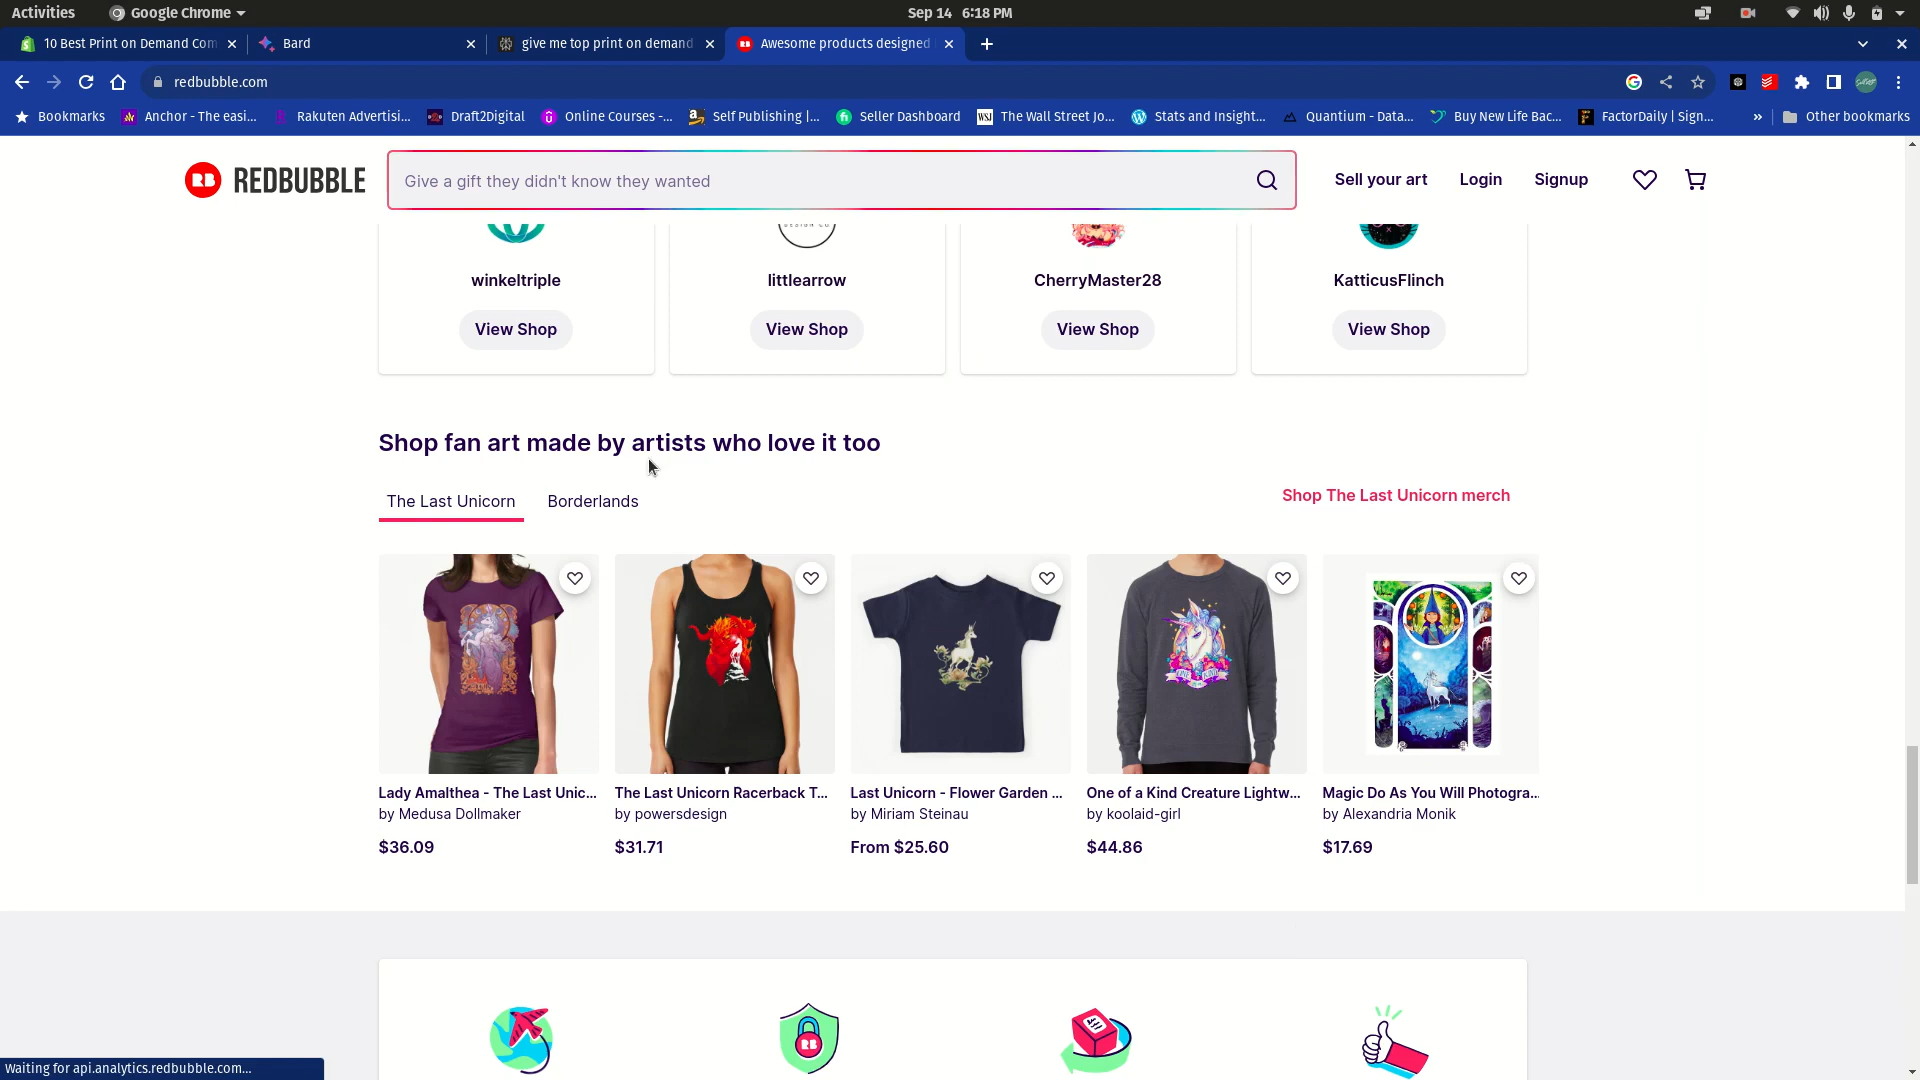 Activities
Google Chrome
Sep 14 6:18 PM
10 Best Print on Demand Com
Bard
give me top print on demand
Awesome products designed
redbubble.com
Bookmarks
Anchor - The easi...
Rakuten Advertisi...
Draft2Digital
Online Courses -...
Self Publishing |...
Seller Dashboard
The Wall Street Jo...
Stats and Insight...
Quantium - Data...
Buy New Life Bac...
FactorDaily | Sign...
»
Other bookmarks
RB REDBUBBLE
Give a gift they didn't know they wanted
Sell your art
Login
Signup
DESIGN CO.
winkeltriple
littlearrow
CherryMaster28
KatticusFlinch
View Shop
View Shop
View Shop
View Shop
Shop fan art made by artists who love it too
The Last Unicorn
Borderlands
Shop The Last Unicorn merch
Lady Amalthea - The Last Unic...
by Medusa Dollmaker
$36.09
The Last Unicorn Racerback T...
by powersdesign
$31.71
Last Unicorn - Flower Garden ...
by Miriam Steinau
From $25.60
One of a Kind Creature Lightw...
by koolaid-girl
$44.86
Magic Do As You Will Photogra...
by Alexandria Monik
$17.69
RB
Waiting for api.analytics.redbubble.com...